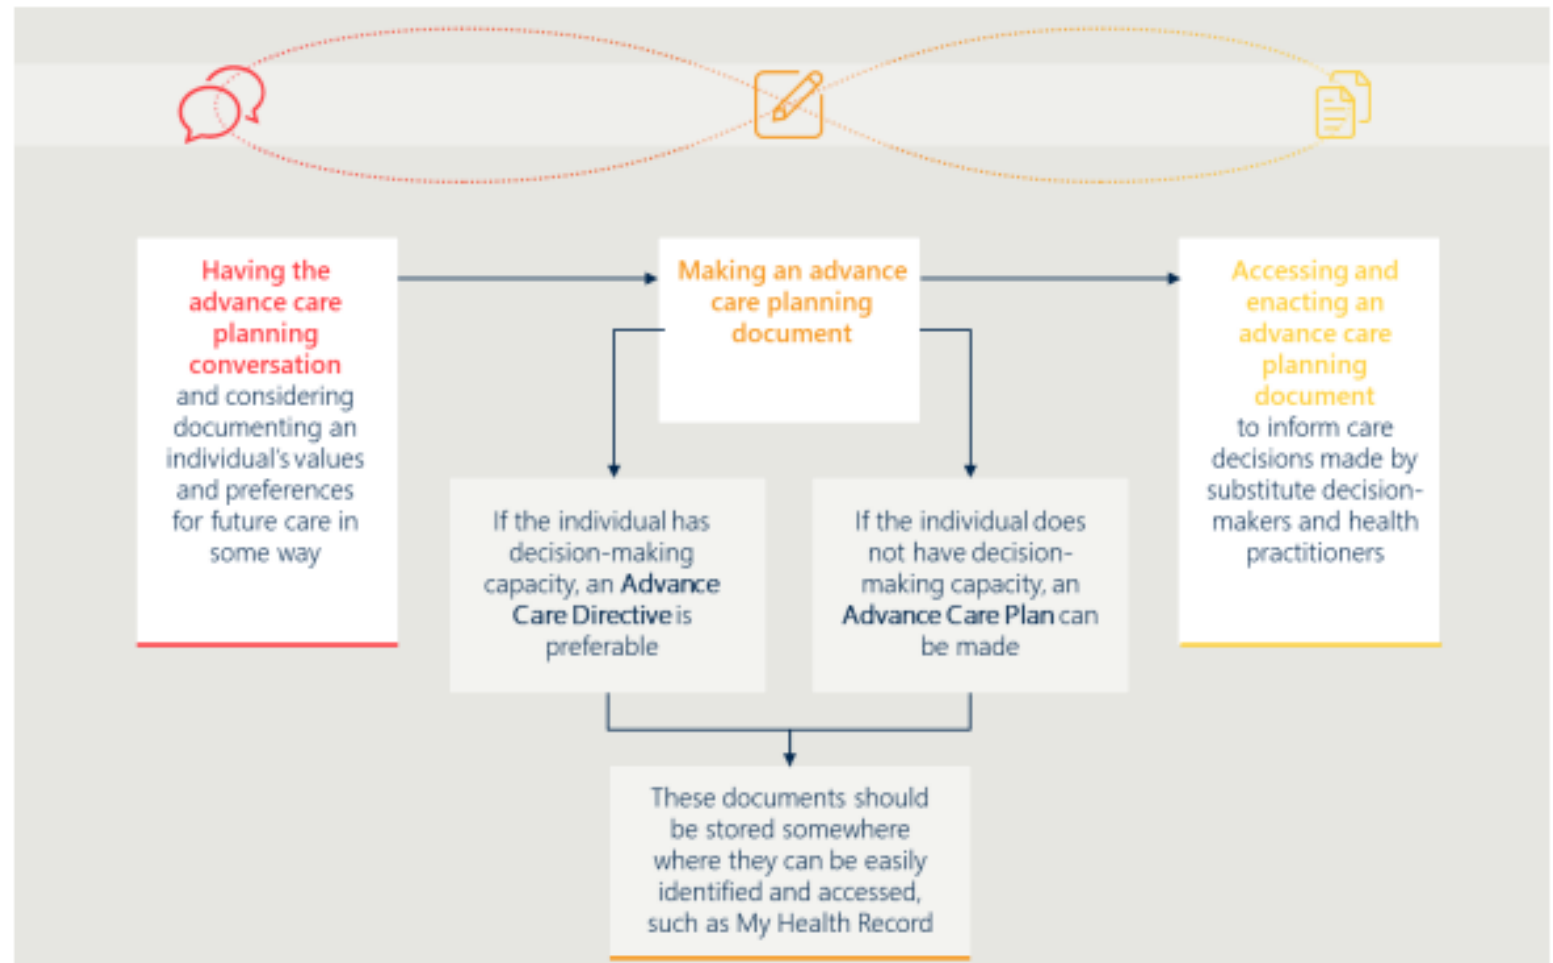 Having the
advance care
planning
conversation
and considering
documenting an
individual's values
and preferences
for future care in
some way
Making an advance
care planning
document
If the individual has
decision-making
capacity, an Advance
Care Directive is
preferable
If the individual does
not have decision-
making capacity, an
Advance Care Plan can
be made
These documents should
be stored somewhere
where they can be easily
identified and accessed,
such as My Health Record
Accessing and
enacting an
advance care
planning
document
to inform care
decisions made by
substitute decision-
makers and health
practitioners